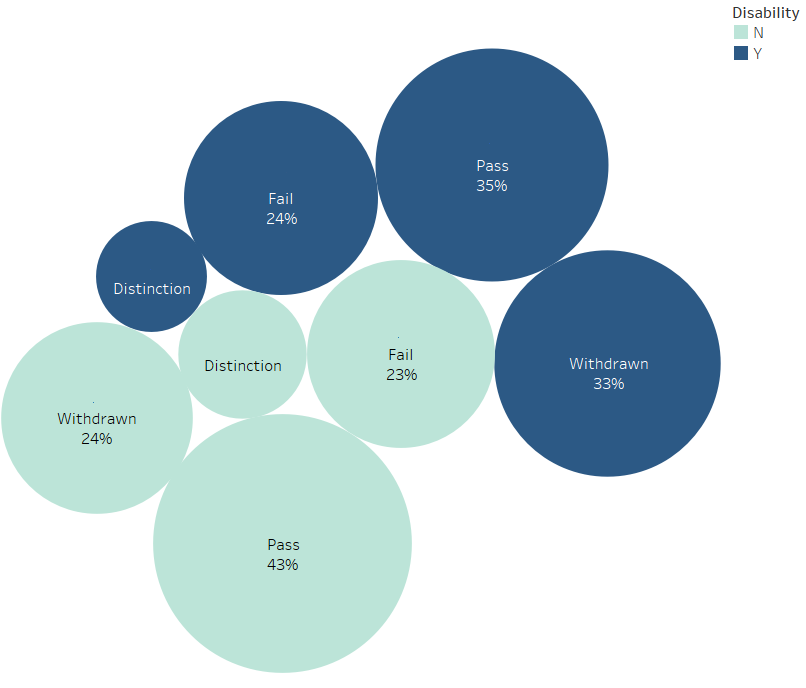 Disability
N
Y
Pass
35%
Fail
24%
Distinction
Fail
23%
Distinction
Withdrawn
33%
Withdrawn
24%
Pass
43%